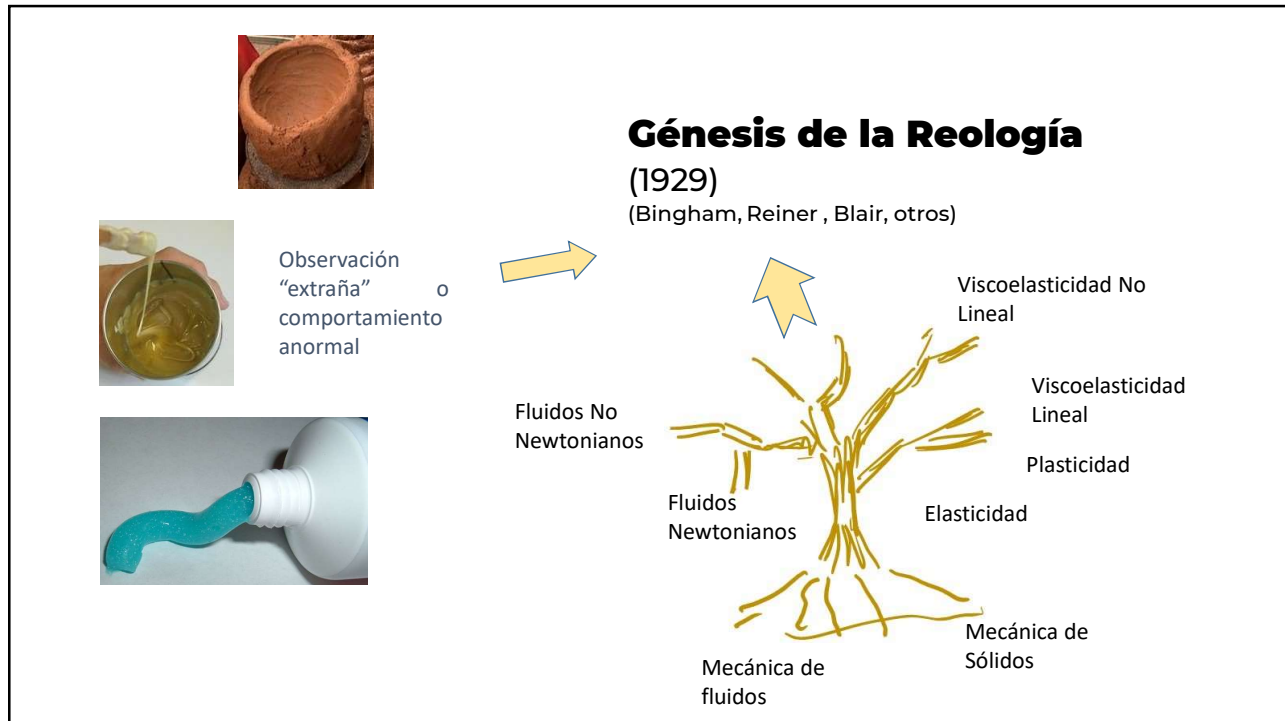 Génesis de la Reología
(1929)
(Bingham, Reiner , Blair, otros)
Observación
“extraña” o
comportamiento
anormal
Viscoelasticidad No
Lineal
Viscoelasticidad
Lineal
Fluidos No
Newtonianos
Plasticidad
Fluidos
Newtonianos
Elasticidad
Mecánica de
Sólidos
Mecánica de
fluidos